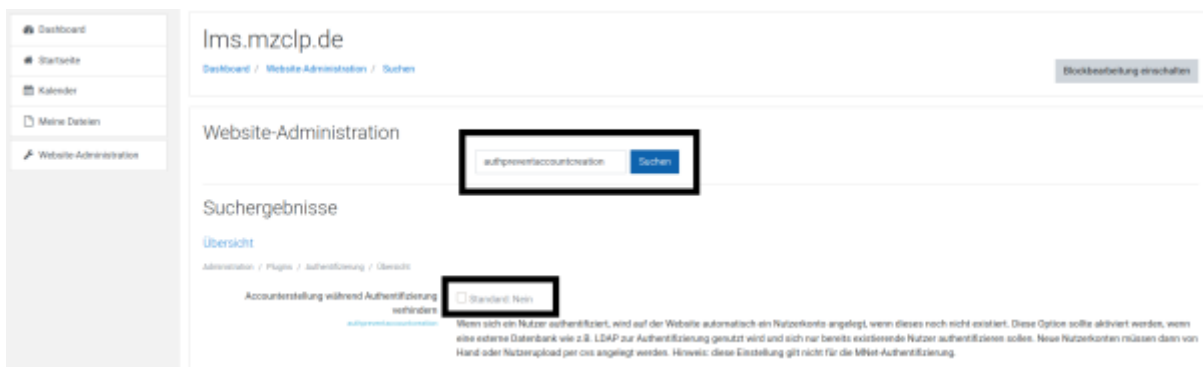 Dashboard
Startseite
Kalender
Meine Dateien
Website-Administration
lms.mzclp.de
Dashboard / Website-Administration / Suchen
Blockbearbeitung einschalten
Website-Administration
authpreventaccountcreation Suchen
Suchergebnisse
Übersicht
Administration / Plugins / Authentifizierung / Übersicht
Accounterstellung während Authentifizierung
verhindern
authpreventaccountcreation
Standard: Nein
Wenn sich ein Nutzer authentifiziert, wird auf der Website automatisch ein Nutzerkonto angelegt, wenn dieses noch nicht existiert. Diese Option sollte aktiviert werden, wenn
eine externe Datenbank wie z.B. LDAP zur Authentifizierung genutzt wird und sich nur bereits existierende Nutzer authentifizieren sollen. Neue Nutzerkonten müssen dann von
Hand oder Nutzerupload per cvs angelegt werden. Hinweis: diese Einstellung gilt nicht für die MNet-Authentifizierung.